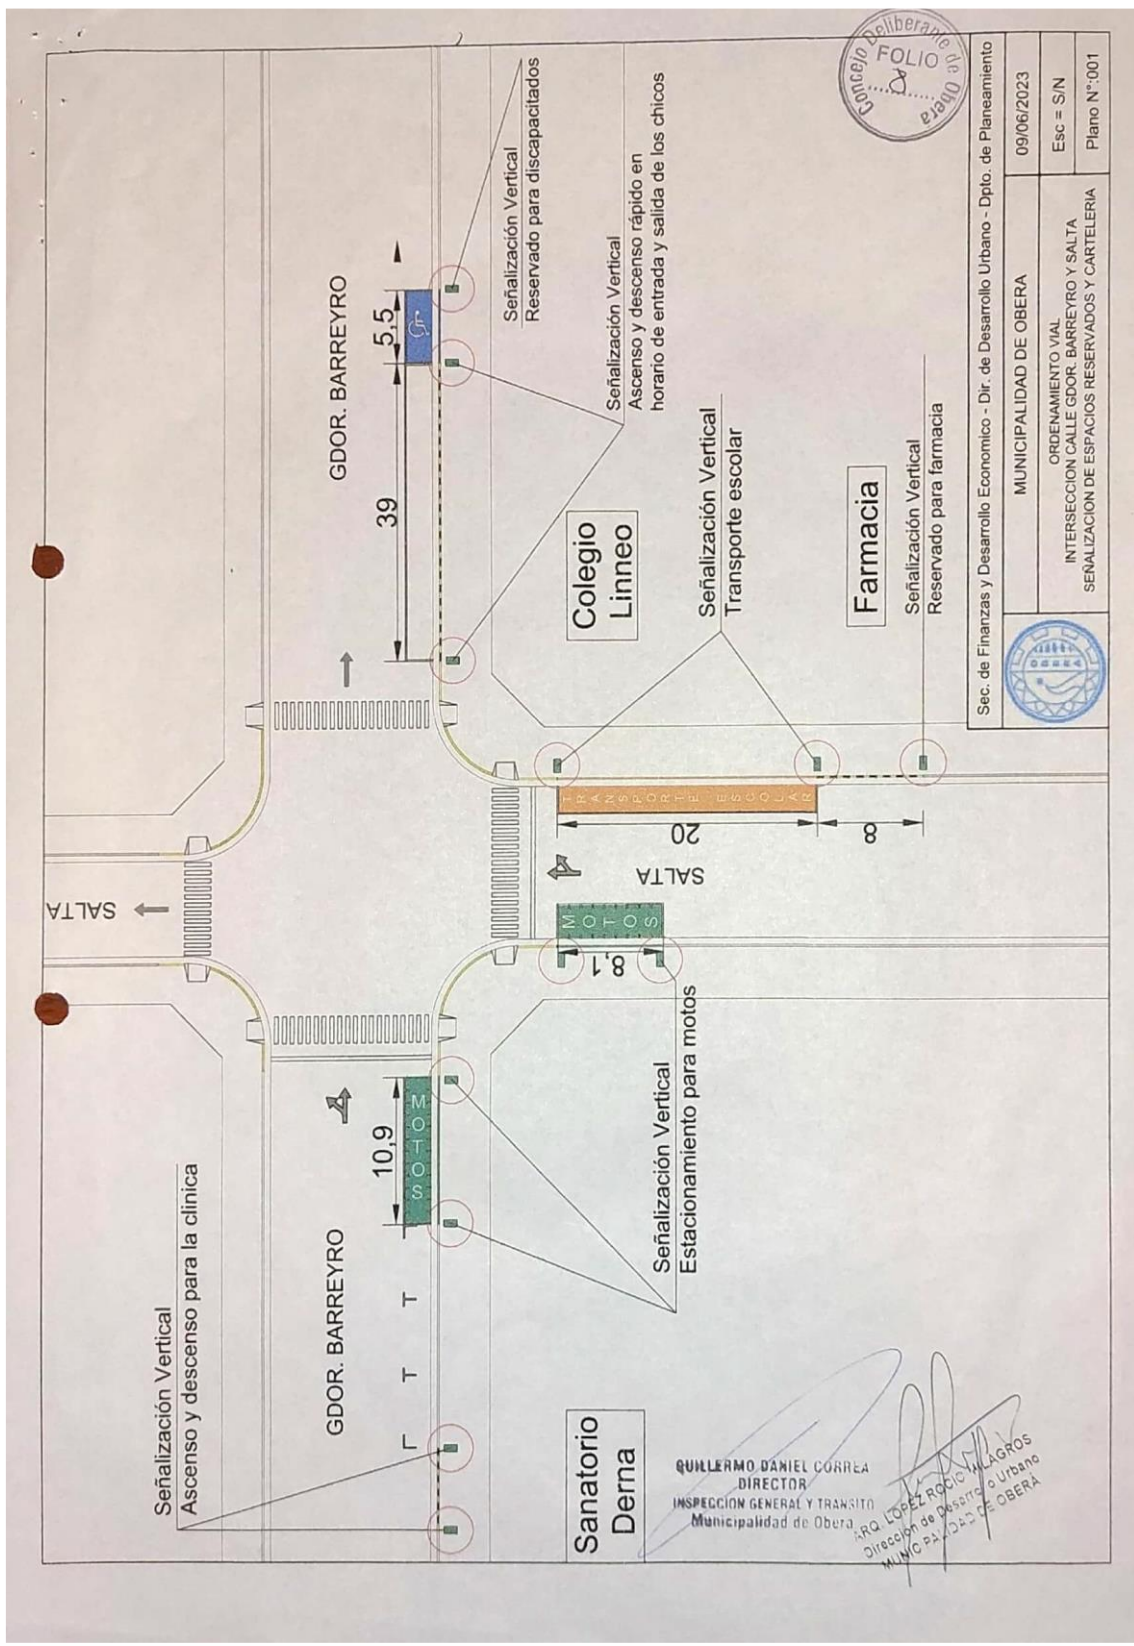 Señalización Vertical
Ascenso y descenso para la clinica
GDOR. BARREYRO
10,9
MOTOS
SALTA
SALTA
GDOR. BARREYRO
39
5,5
Señalización Vertical
Reservado para discapacitados
Señalización Vertical
Ascenso y descenso rápido en
horario de entrada y salida de los chicos
Colegio
Linneo
Señalización Vertical
Transporte escolar
TRANSPORTE ESCOLAR
20
8
MOTOS
8,1
Señalización Vertical
Estacionamiento para motos
Farmacia
Señalización Vertical
Reservado para farmacia
Sanatorio
Derna
GUILLERMO DANIEL CORREA
DIRECTOR
INSPECCION GENERAL Y TRANSITO
Municipalidad de Obera
ARQ. LOPEZ ROCIO MILAGROS
Dirección de Desarrollo Urbano
MUNICIPALIDAD DE OBERÁ
Concejo Deliberante de Obera
FOLIO
Sec. de Finanzas y Desarrollo Economico - Dir. de Desarrollo Urbano - Dpto. de Planeamiento
OBERA
MUNICIPALIDAD DE OBERA
09/06/2023
ORDENAMIENTO VIAL
INTERSECCION CALLE GDOR. BARREYRO Y SALTA
SEÑALIZACION DE ESPACIOS RESERVADOS Y CARTELERIA
Esc = S/N
Plano N°:001